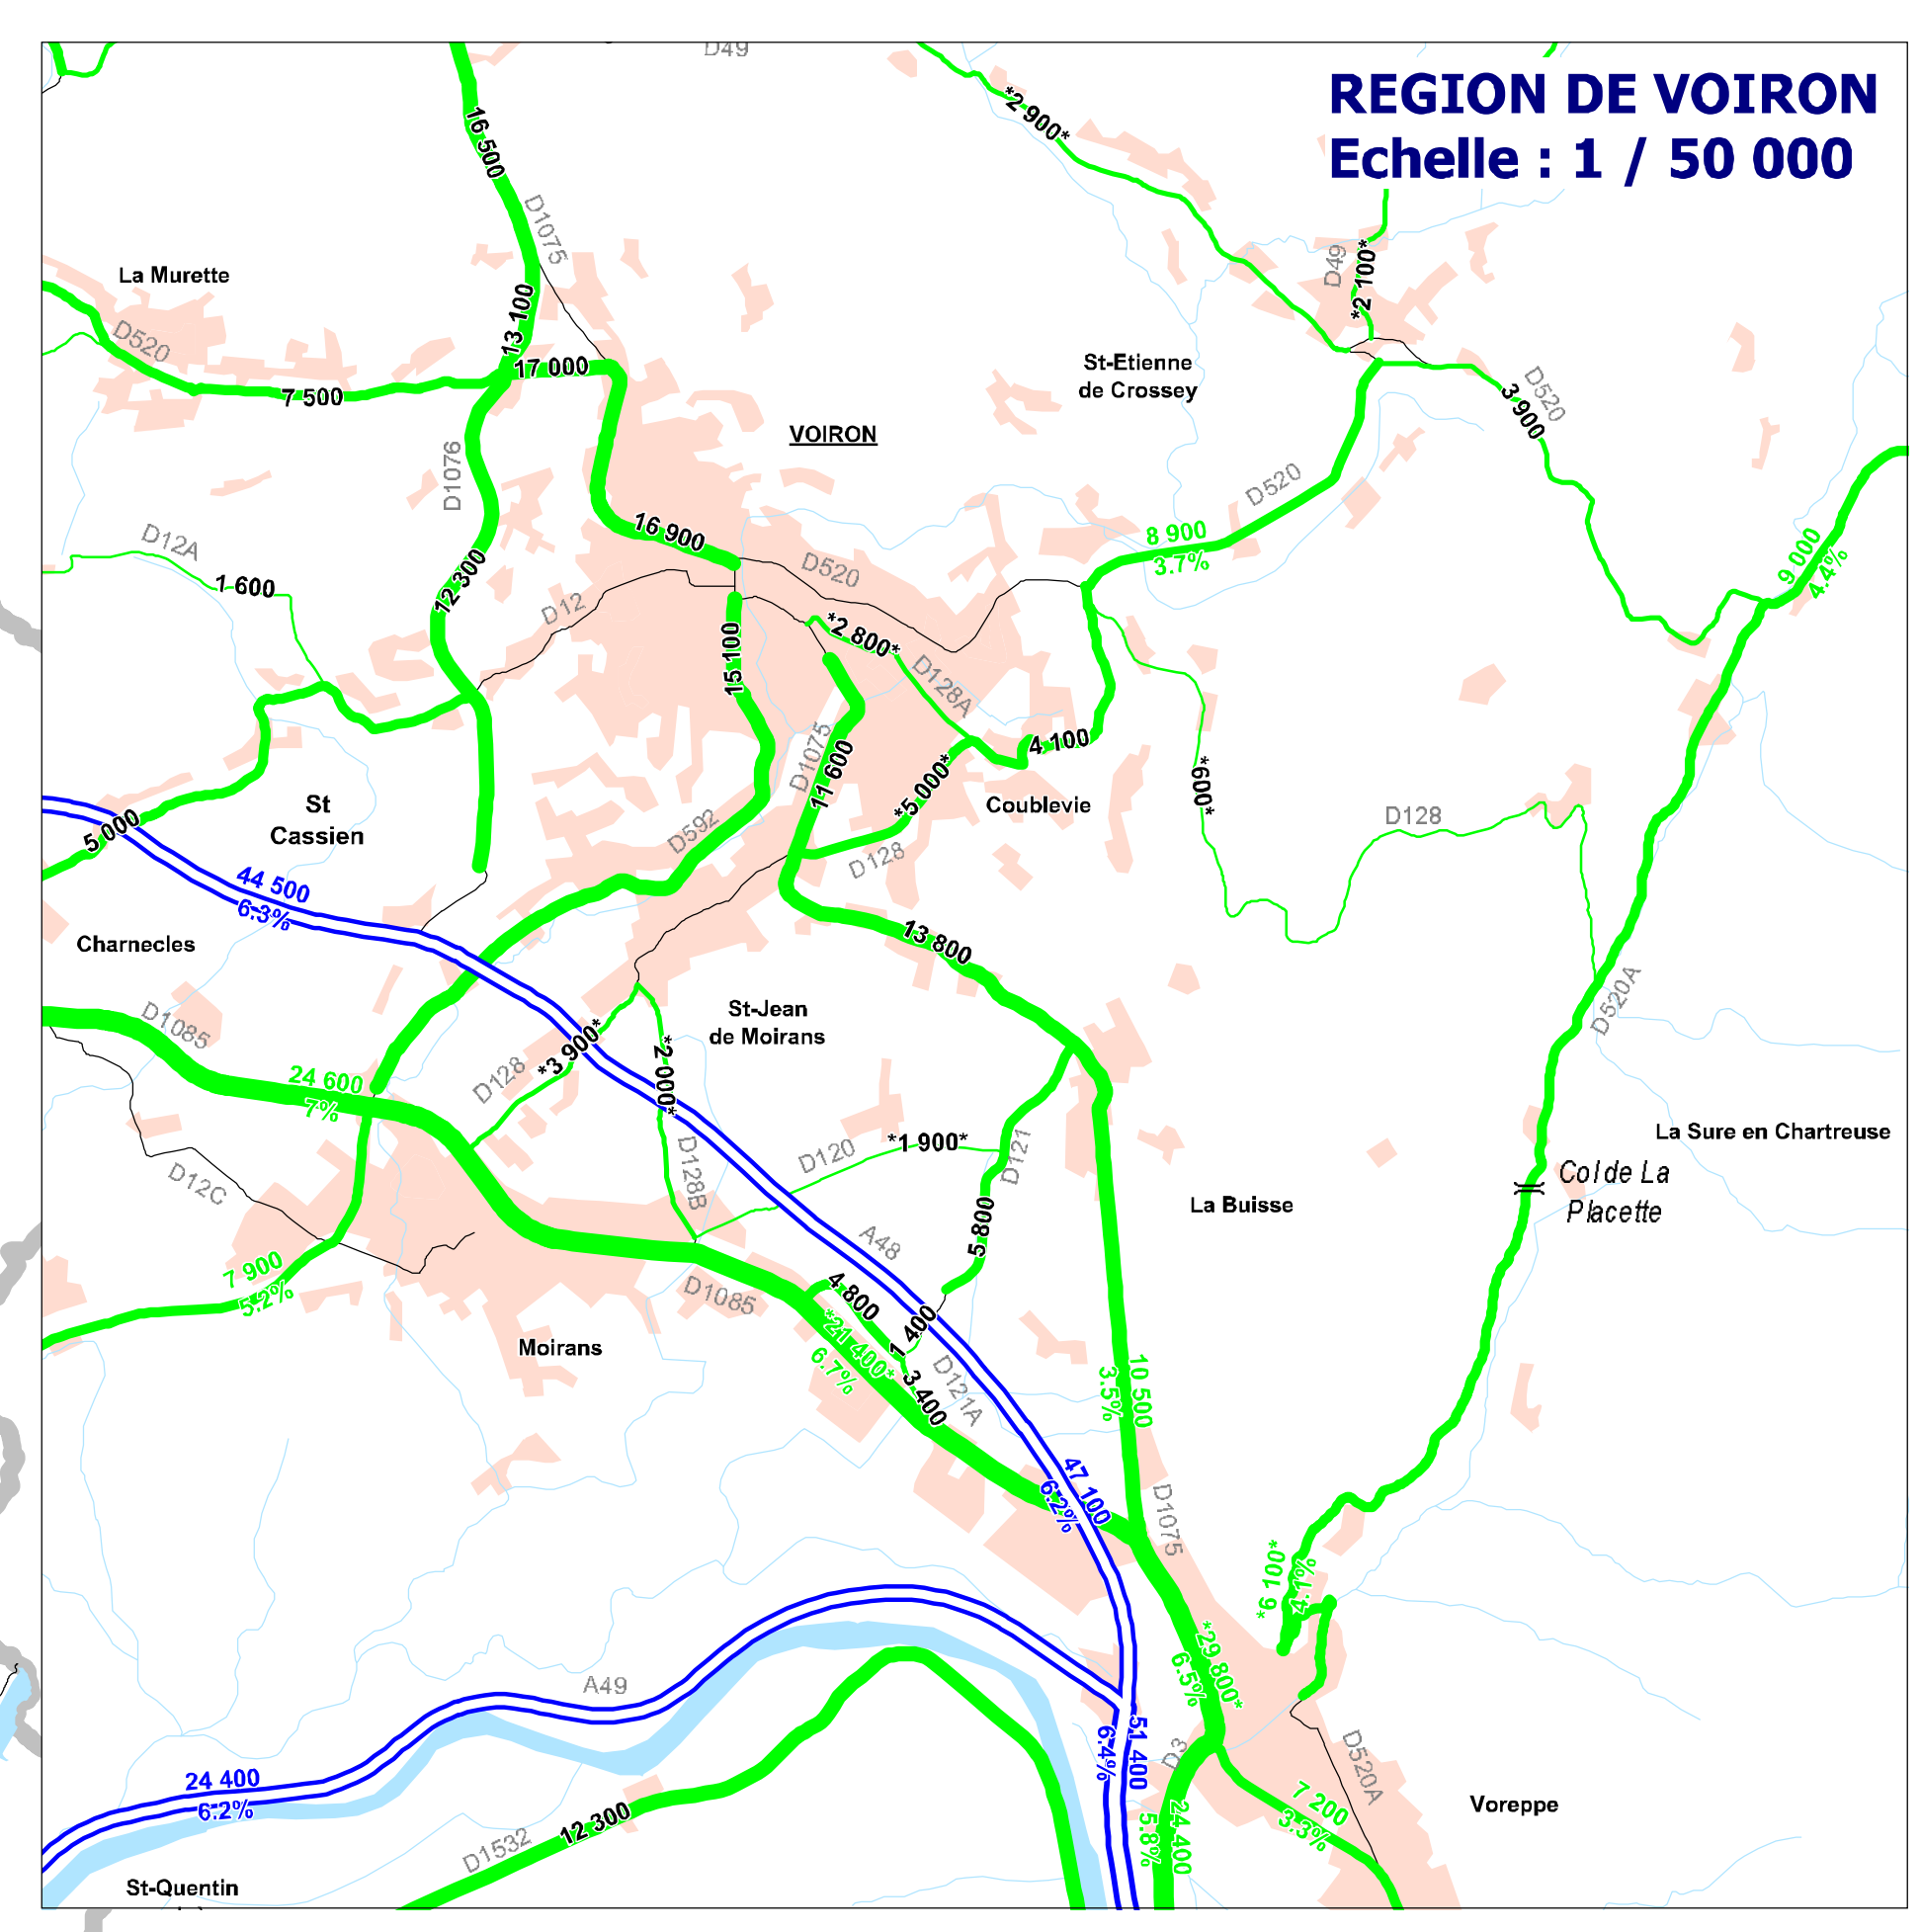 D49
REGION DE VOIRON
Echelle : 1 / 50 000
*2 900*
16 500
D1075
La Murette
D49
*2 100*
13 100
D520
17 000
7 500
St-Etienne
de Crossey
D520
3 900
VOIRON
D1076
D520
16 900
8 900
3.7%
9 000
4.4%
D12A
1 600
12 300
D12
D520
*2 800*
15 100
D128A
D1075
11 600
4 100
*5 000*
*600*
D128
Coublevie
St
Cassien
5 000
D592
D128
44 500
6.3%
Charnecles
13 800
D1085
St-Jean
de Moirans
D520A
*3 900*
*2 000*
D128
24 600
7%
La Sure en Chartreuse
D120
*1 900*
D121
D128B
D12C
Col de La
Placette
La Buisse
5 800
A48
7 900
5.2%
D1085
4 800
1 400
*21 400*
6.7%
Moirans
3 400
D121A
10 500
3.5%
47 100
6.2%
D1075
*6 100*
4.1%
*29 800*
6.5%
A49
51 400
6.4%
D3
D520A
24 400
6.2%
7 200
3.3%
Voreppe
12 300
D1532
24 400
5.8%
St-Quentin